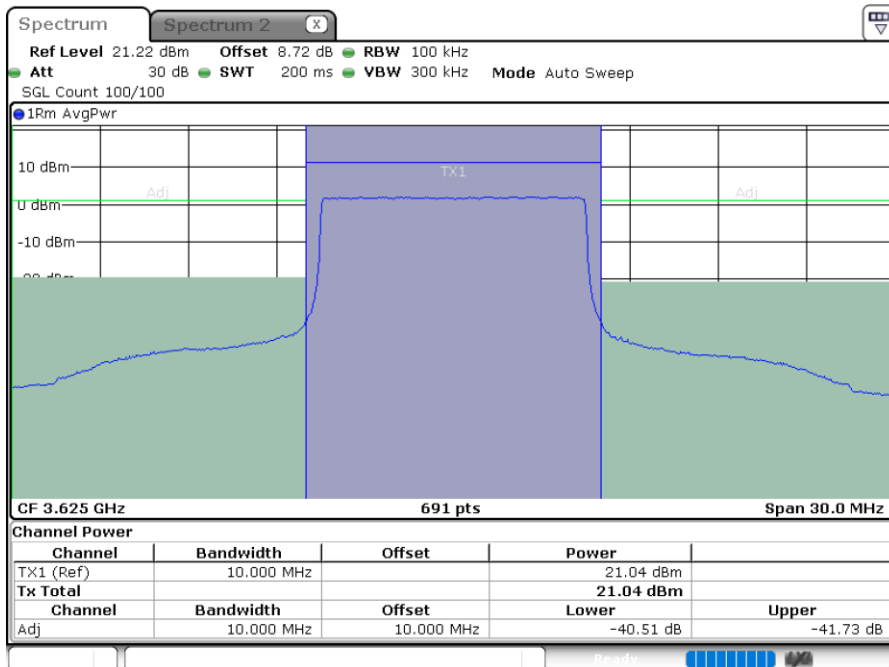 Spectrum Spectrum 2 X
Ref Level 21.22 dBm Offset 8.72 dB RBW 100 kHz
Att 30 dB SWT 200 ms VBW 300 kHz Mode Auto Sweep
SGL Count 100/100
1Rm AvgPwr
10 dBm
TX1
Adj Adj
0 dBm
-10 dBm
CF 3.625 GHz 691 pts Span 30.0 MHz
Channel Power
Channel Bandwidth Offset Power
TX1 (Ref) 10.000 MHz 21.04 dBm
Tx Total 21.04 dBm
Channel Bandwidth Offset Lower Upper
Adj 10.000 MHz 10.000 MHz -40.51 dB -41.73 dB
Ready